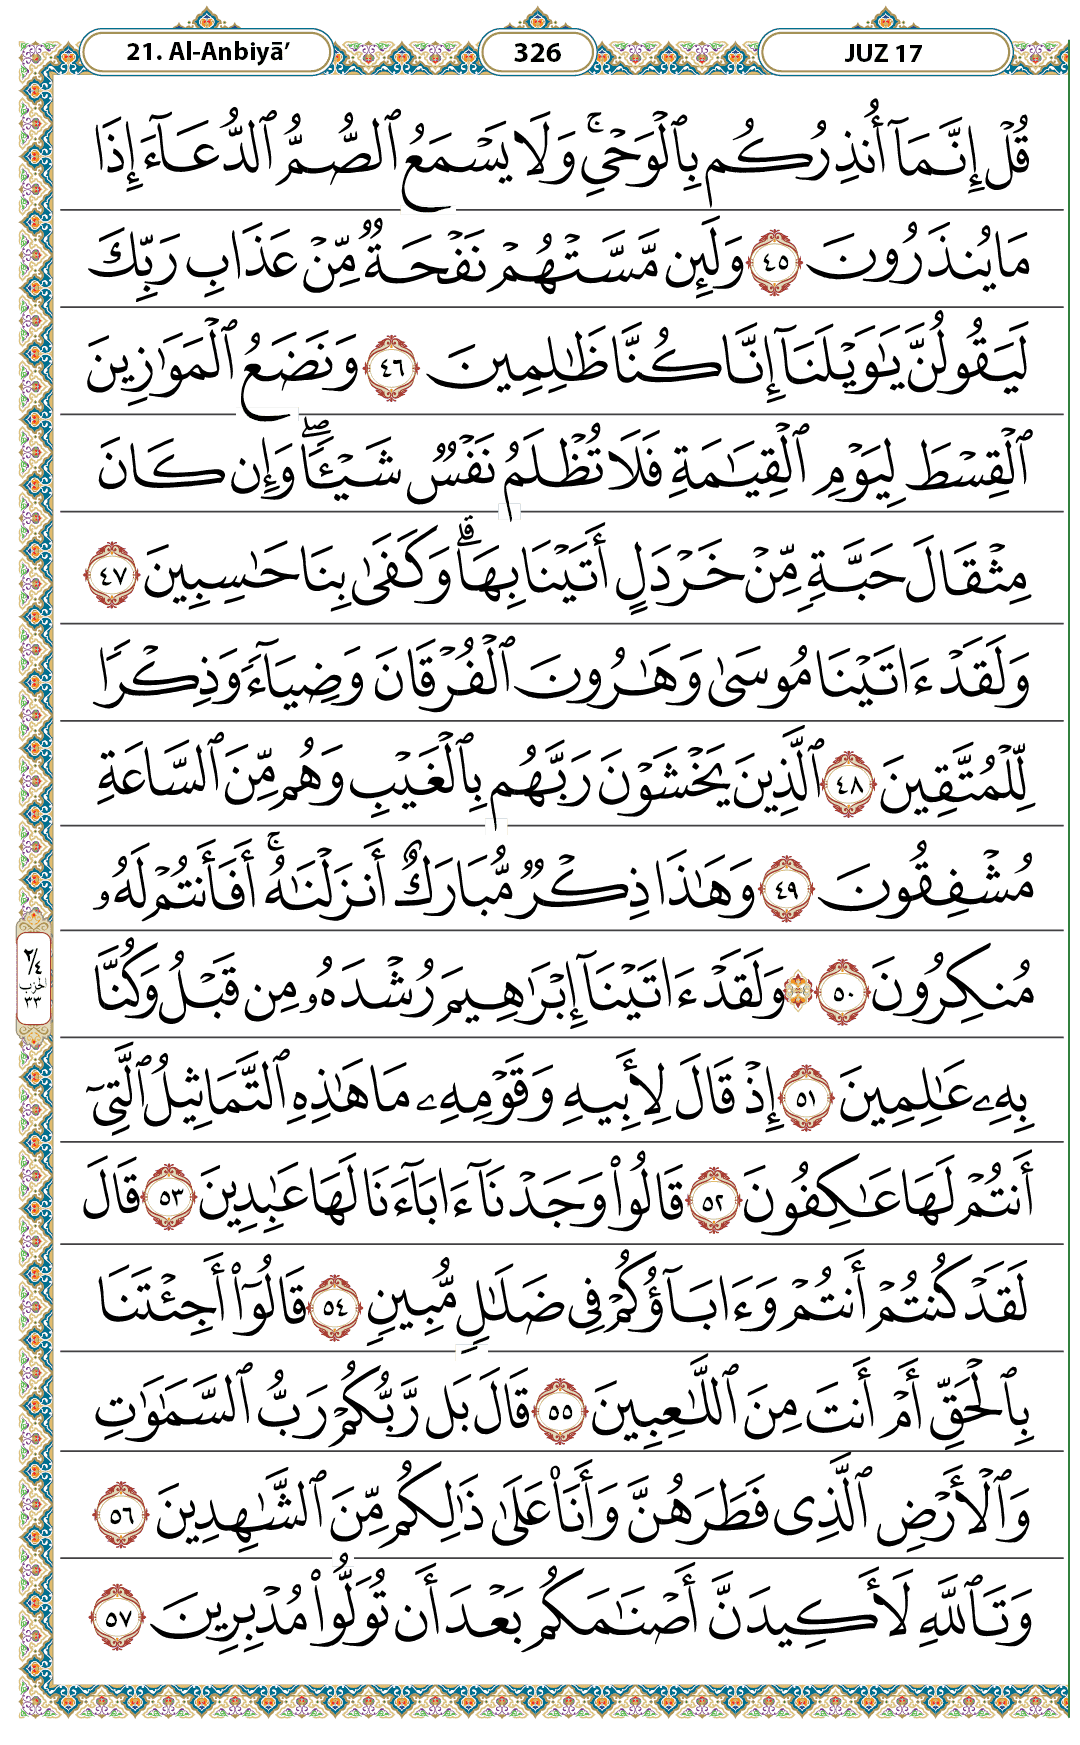 21. Al-Anbiyā’
326
JUZ 17
قُلۡ إِنَّمَآ أُنذِرُكُم بِٱلۡوَحۡيِۚ وَلَا يَسۡمَعُ ٱلصُّمُّ ٱلدُّعَآءَ إِذَا
مَا يُنذَرُونَ ٤٥ وَلَئِن مَّسَّتۡهُمۡ نَفۡحَةٞ مِّنۡ عَذَابِ رَبِّكَ
لَيَقُولُنَّ يَٰوَيۡلَنَآ إِنَّا كُنَّا ظَٰلِمِينَ ٤٦ وَنَضَعُ ٱلۡمَوَٰزِينَ
ٱلۡقِسۡطَ لِيَوۡمِ ٱلۡقِيَٰمَةِ فَلَا تُظۡلَمُ نَفۡسٞ شَيۡـٔٗاۖ وَإِن كَانَ
مِثۡقَالَ حَبَّةٖ مِّنۡ خَرۡدَلٍ أَتَيۡنَا بِهَاۗ وَكَفَىٰ بِنَا حَٰسِبِينَ ٤٧
وَلَقَدۡ ءَاتَيۡنَا مُوسَىٰ وَهَٰرُونَ ٱلۡفُرۡقَانَ وَضِيَآءٗ وَذِكۡرٗا
لِّلۡمُتَّقِينَ ٤٨ ٱلَّذِينَ يَخۡشَوۡنَ رَبَّهُم بِٱلۡغَيۡبِ وَهُم مِّنَ ٱلسَّاعَةِ
مُشۡفِقُونَ ٤٩ وَهَٰذَا ذِكۡرٞ مُّبَارَكٌ أَنزَلۡنَٰهُۚ أَفَأَنتُمۡ لَهُۥ
مُنكِرُونَ ٥٠ ۞ وَلَقَدۡ ءَاتَيۡنَآ إِبۡرَٰهِيمَ رُشۡدَهُۥ مِن قَبۡلُ وَكُنَّا
بِهِۦ عَٰلِمِينَ ٥١ إِذۡ قَالَ لِأَبِيهِ وَقَوۡمِهِۦ مَا هَٰذِهِ ٱلتَّمَاثِيلُ ٱلَّتِيٓ
أَنتُمۡ لَهَا عَٰكِفُونَ ٥٢ قَالُواْ وَجَدۡنَآ ءَابَآءَنَا لَهَا عَٰبِدِينَ ٥٣ قَالَ
لَقَدۡ كُنتُمۡ أَنتُمۡ وَءَابَآؤُكُمۡ فِي ضَلَٰلٖ مُّبِينٖ ٥٤ قَالُوٓاْ أَجِئۡتَنَا
بِٱلۡحَقِّ أَمۡ أَنتَ مِنَ ٱللَّٰعِبِينَ ٥٥ قَالَ بَل رَّبُّكُمۡ رَبُّ ٱلسَّمَٰوَٰتِ
وَٱلۡأَرۡضِ ٱلَّذِي فَطَرَهُنَّ وَأَنَا۠ عَلَىٰ ذَٰلِكُم مِّنَ ٱلشَّٰهِدِينَ ٥٦
وَتَٱللَّهِ لَأَكِيدَنَّ أَصۡنَٰمَكُم بَعۡدَ أَن تُوَلُّواْ مُدۡبِرِينَ ٥٧
٢/٤
الحزب
٣٣